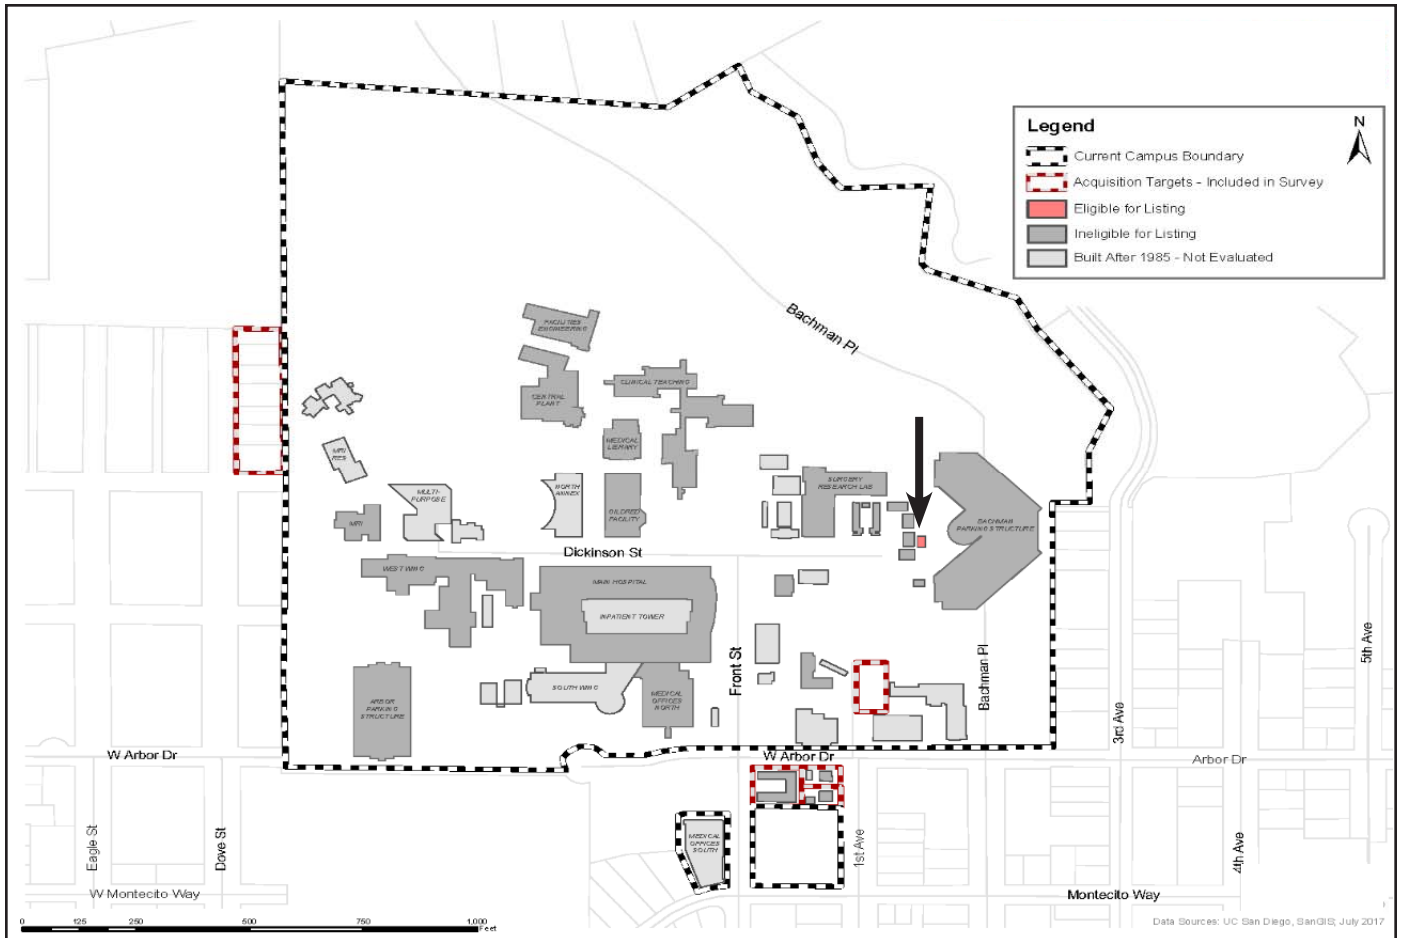 Legend
N
Current Campus Boundary
Acquisition Targets - Included in Survey
Eligible for Listing
Ineligible for Listing
Built After 1985 - Not Evaluated
Bachman Pl
FACILITIES
ENGINEERING
CLINICAL TEACHING
CENTRAL
PLANT
MEDICAL
LIBRARY
MRI
RES
MULTI-
PURPOSE
NORTH
ANNEX
DILDRED
FACILITY
SURGERY
RESEARCH LAB
MRI
BACHMAN
PARKING STRUCTURE
Dickinson St
WEST WING
MAIN HOSPITAL
INPATIENT TOWER
SOUTH WING
MEDICAL
OFFICES
NORTH
ARBOR
PARKING
STRUCTURE
Front St
Bachman Pl
3rd Ave
5th Ave
W Arbor Dr
W Arbor Dr
Arbor Dr
Eagle St
Dove St
MEDICAL
OFFICES
SOUTH
1st Ave
4th Ave
W Montecito Way
Montecito Way
0 125 250 500 750 1,000
Feet
Data Sources: UC San Diego, SanGIS; July 2017